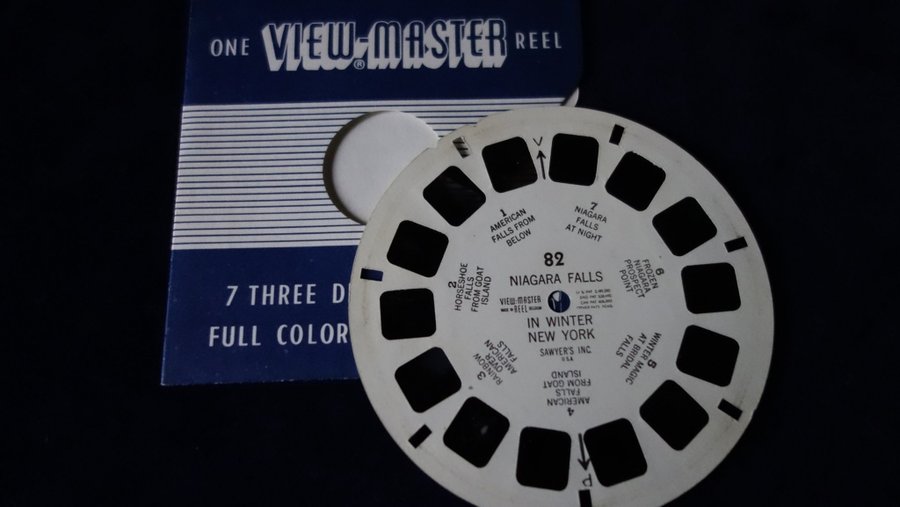 ONE VIEW-MASTER® REEL
7 THREE D
FULL COLOR
V
1
AMERICAN
FALLS FROM
BELOW
7
NIAGARA
FALLS
AT NIGHT
2
HORSESHOE
FALLS
FROM GOAT
ISLAND
6
FROZEN
NIAGARA
PROSPECT
POINT
82
NIAGARA FALLS
VIEW-MASTER
REEL
IN WINTER
NEW YORK
SAWYER'S INC.
U.S.A.
3
RAINBOW
OVER
AMERICAN
FALLS
4
AMERICAN
FALLS
FROM GOAT
ISLAND
5
WINTER MAGIC
AT BRIDAL
FALLS